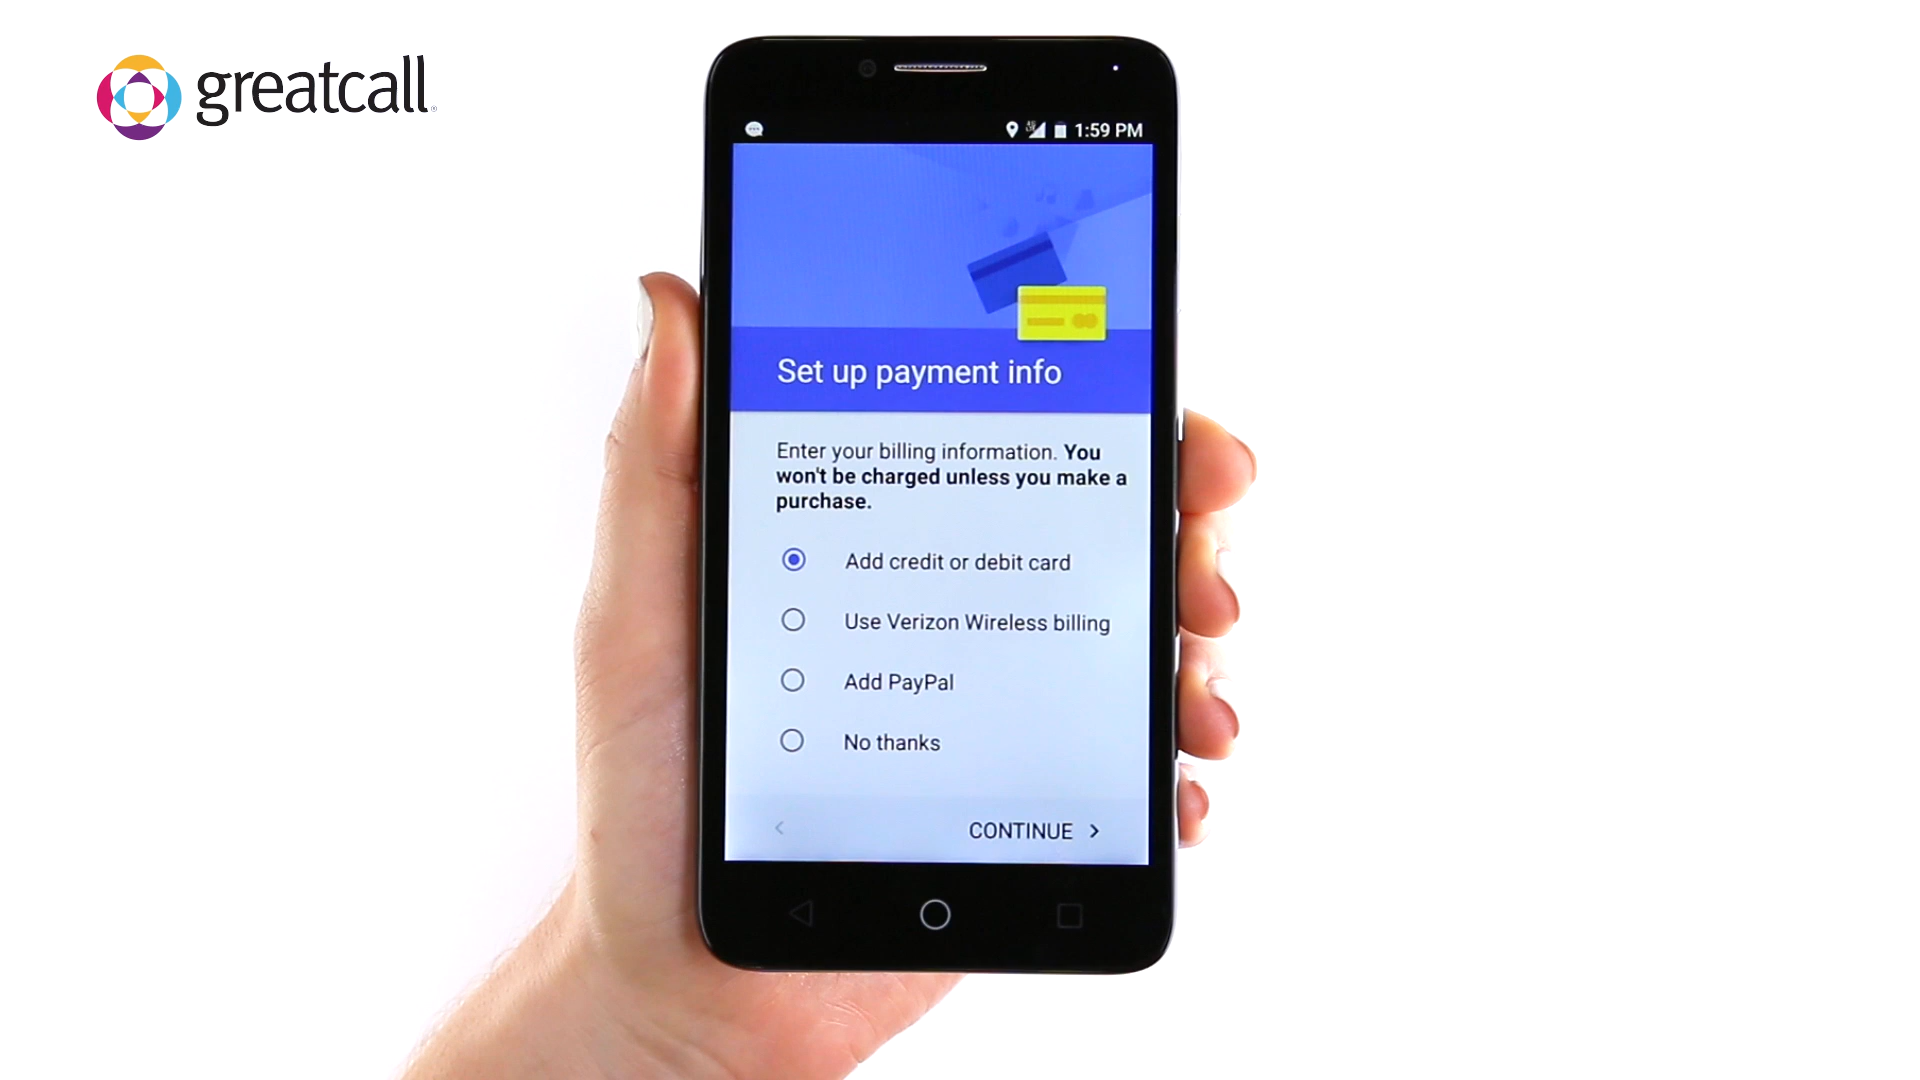 greatcall
1:59 PM
Set up payment info
Enter your billing information. You
won't be charged unless you make a
purchase.
Add credit or debit card
Use Verizon Wireless billing
Add PayPal
No thanks
CONTINUE